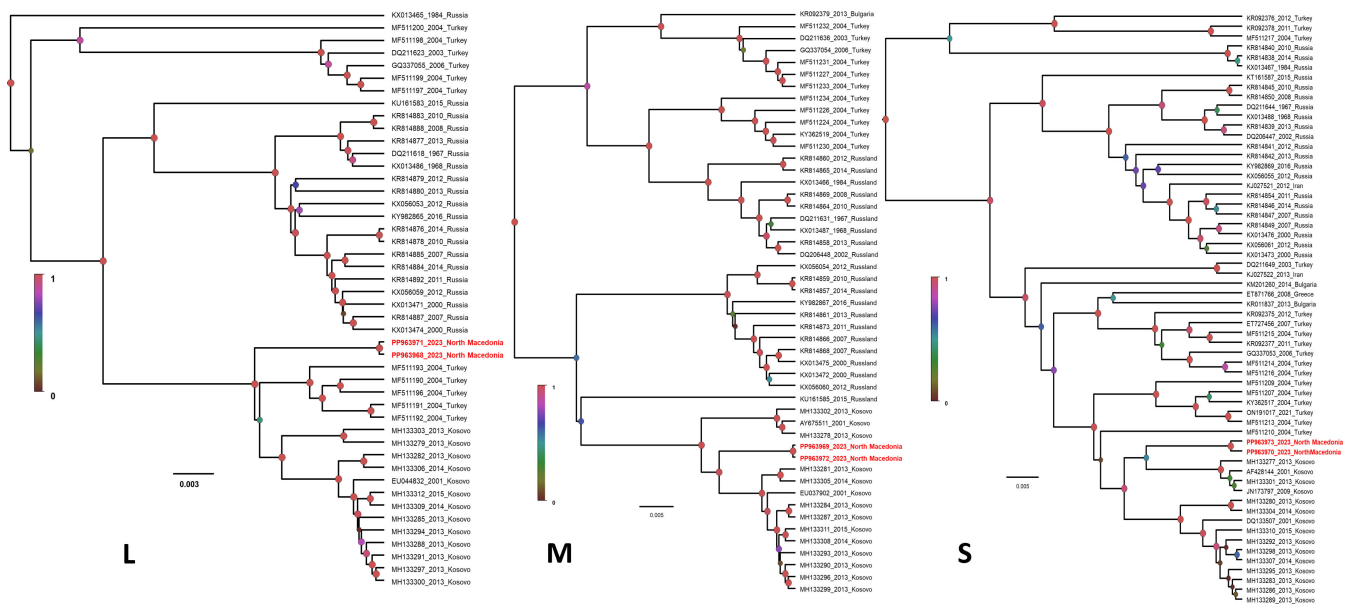 KX013465_1984_Russia
MF511200_2004_Turkey
MF511198_2004_Turkey
DQ211623_2003_Turkey
GQ337055_2006_Turkey
MF511199_2004_Turkey
MF511197_2004_Turkey
KU161583_2015_Russia
KR814883_2010_Russia
KR814888_2008_Russia
KR814877_2013_Russia
DQ211618_1967_Russia
KX013486_1968_Russia
KR814879_2012_Russia
KR814880_2013_Russia
KX056053_2012_Russia
KY982865_2016_Russia
KR814876_2014_Russia
KR814878_2010_Russia
KR814885_2007_Russia
KR814884_2014_Russia
KR814892_2011_Russia
KX056059_2012_Russia
KX013471_2000_Russia
KR814887_2007_Russia
KX013474_2000_Russia
PP963971_2023_North Macedonia
PP963968_2023_North Macedonia
MF511193_2004_Turkey
MF511190_2004_Turkey
MF511196_2004_Turkey
MF511191_2004_Turkey
MF511192_2004_Turkey
MH133303_2013_Kosovo
MH133279_2013_Kosovo
MH133282_2013_Kosovo
MH133306_2014_Kosovo
EU044832_2001_Kosovo
MH133312_2015_Kosovo
MH133309_2014_Kosovo
MH133285_2013_Kosovo
MH133294_2013_Kosovo
MH133288_2013_Kosovo
MH133291_2013_Kosovo
MH133297_2013_Kosovo
MH133300_2013_Kosovo
1
0
0.003
L
KR092379_2013_Bulgaria
MF511232_2004_Turkey
DQ211636_2003_Turkey
GQ337054_2006_Turkey
MF511231_2004_Turkey
MF511227_2004_Turkey
MF511233_2004_Turkey
MF511234_2004_Turkey
MF511226_2004_Turkey
MF511224_2004_Turkey
KY362519_2004_Turkey
MF511230_2004_Turkey
KR814860_2012_Russland
KR814865_2014_Russland
KX013466_1984_Russland
KR814869_2008_Russland
KR814864_2010_Russland
DQ211631_1967_Russland
KX013487_1968_Russland
KR814858_2013_Russland
DQ206448_2002_Russland
KX056054_2012_Russland
KR814859_2010_Russland
KR814857_2014_Russland
KY982867_2016_Russland
KR814861_2013_Russland
KR814873_2011_Russland
KR814866_2007_Russland
KR814868_2007_Russland
KX013475_2000_Russland
KX013472_2000_Russland
KX056060_2012_Russland
KU161585_2015_Russland
MH133302_2013_Kosovo
AY675511_2001_Kosovo
MH133278_2013_Kosovo
PP963969_2023_North Macedonia
PP963972_2023_North Macedonia
MH133281_2013_Kosovo
MH133305_2014_Kosovo
EU037902_2001_Kosovo
MH133284_2013_Kosovo
MH133287_2013_Kosovo
MH133311_2015_Kosovo
MH133308_2014_Kosovo
MH133293_2013_Kosovo
MH133290_2013_Kosovo
MH133296_2013_Kosovo
MH133299_2013_Kosovo
1
0
0.005
M
KR092376_2012_Turkey
KR092378_2011_Turkey
MF511217_2004_Turkey
KR814840_2010_Russia
KR814838_2014_Russia
KX013467_1984_Russia
KT161587_2015_Russia
KR814845_2010_Russia
KR814850_2008_Russia
DQ211644_1967_Russia
KX013488_1968_Russia
KR814839_2013_Russia
DQ206447_2002_Russia
KR814841_2012_Russia
KR814842_2013_Russia
KY982869_2016_Russia
KX056055_2012_Russia
KJ027521_2012_Iran
KR814854_2011_Russia
KR814846_2014_Russia
KR814847_2007_Russia
KR814849_2007_Russia
KX013476_2000_Russia
KX056061_2012_Russia
KX013473_2000_Russia
DQ211649_2003_Turkey
KJ027522_2013_Iran
KM201260_2014_Bulgaria
ET871766_2008_Greece
KR011837_2013_Bulgaria
KR092375_2012_Turkey
ET727456_2007_Turkey
MF511215_2004_Turkey
KR092377_2011_Turkey
GQ337053_2006_Turkey
MF511214_2004_Turkey
MF511216_2004_Turkey
MF511209_2004_Turkey
MF511207_2004_Turkey
KY362517_2004_Turkey
ON191017_2021_Turkey
MF511213_2004_Turkey
MF511210_2004_Turkey
PP963973_2023_North Macedonia
PP963970_2023_NorthMacedonia
MH133277_2013_Kosovo
AF428144_2001_Kosovo
MH133301_2013_Kosovo
JN173797_2009_Kosovo
MH133280_2013_Kosovo
MH133304_2014_Kosovo
DQ133507_2001_Kosovo
MH133310_2015_Kosovo
MH133292_2013_Kosovo
MH133298_2013_Kosovo
MH133307_2014_Kosovo
MH133295_2013_Kosovo
MH133283_2013_Kosovo
MH133286_2013_Kosovo
MH133289_2013_Kosovo
1
0
0.005
S